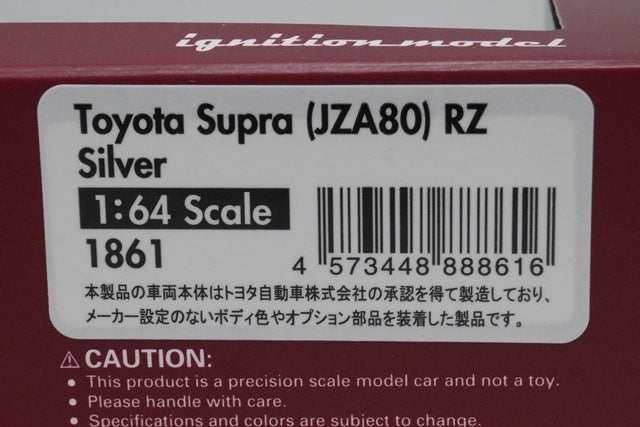 ignition model
Toyota Supra (JZA80) RZ
Silver
1:64 Scale
1861
4 573448 888616
本製品の車両本体はトヨタ自動車株式会社の承認を得て製造しており、
メーカー設定のないボディ色やオプション部品を装着した製品です。
⚠CAUTION:
• This product is a precision scale model car and not a toy.
• Please handle with care.
• Specifications and colors are subject to change.